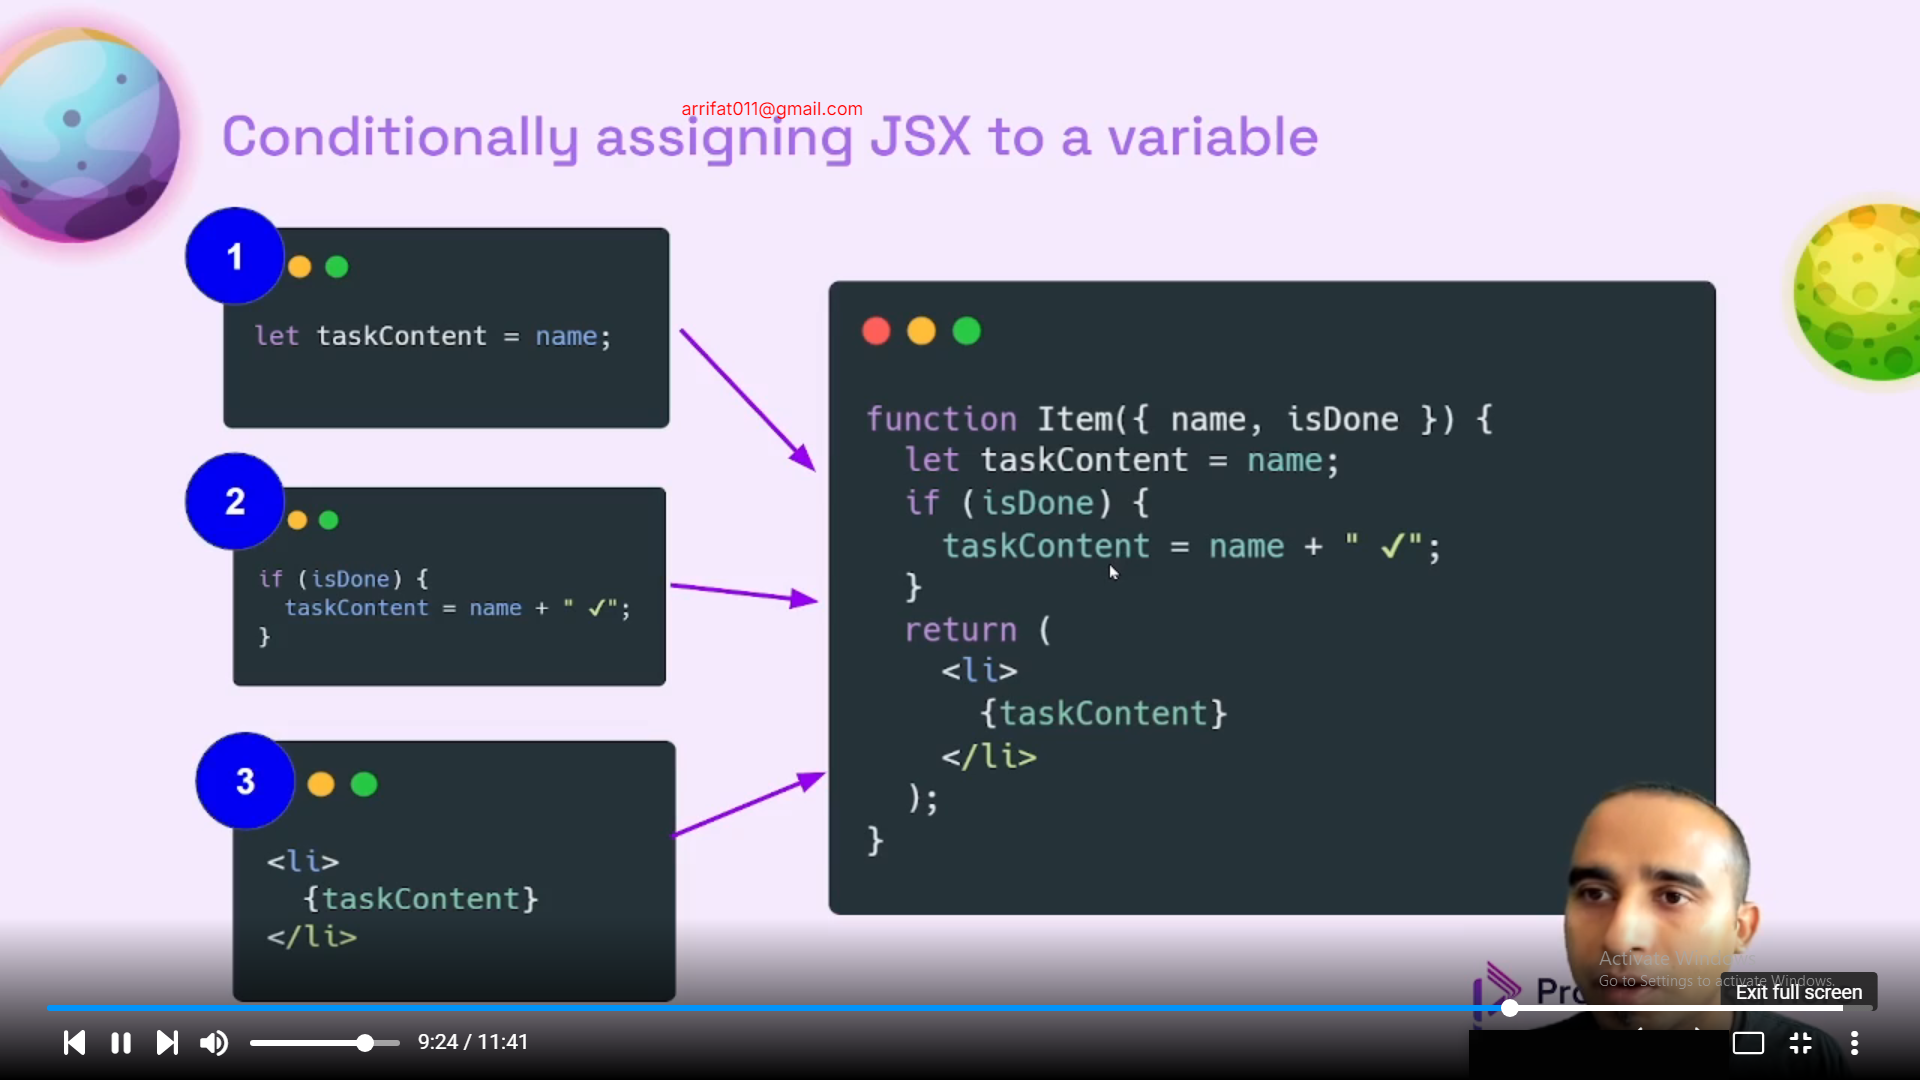 arrifat011@gmail.com
Conditionally assigning JSX to a variable
1
let taskContent = name;
2
if (isDone) {
taskContent = name + " ✓";
}
3
<li>
{taskContent}
</li>
function Item({ name, isDone }) {
let taskContent = name;
if (isDone) {
taskContent = name + " ✓";
}
return (
<li>
{taskContent}
</li>
);
}
Activate Windows
Go to Settings to activate Windows.
Exit full screen
9:24 / 11:41